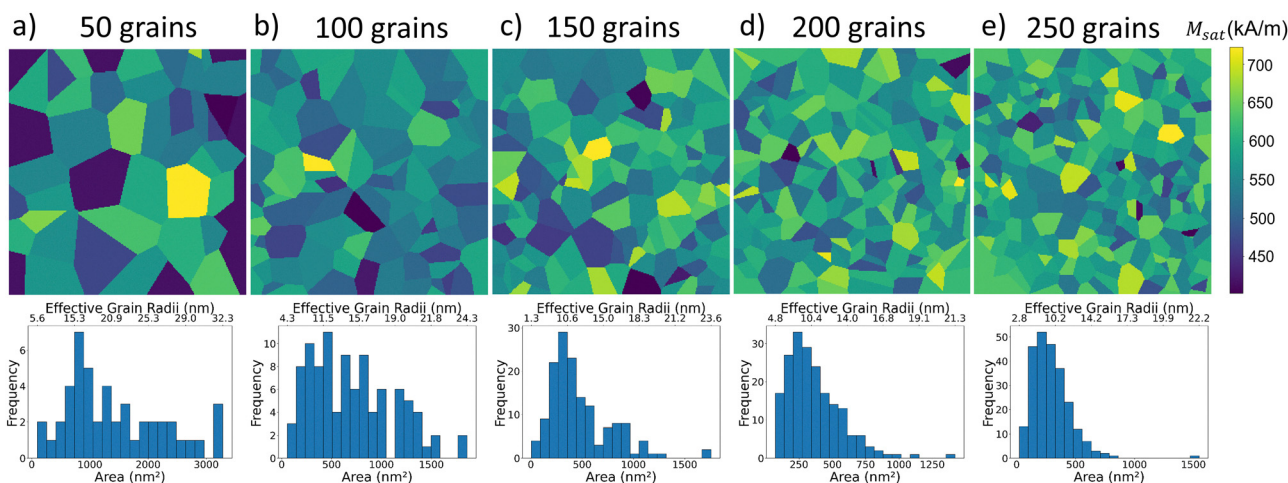 a) 50 grains
b) 100 grains
c) 150 grains
d) 200 grains
e) 250 grains
M_sat(kA/m)
700
650
600
550
500
450
Effective Grain Radii (nm)
5.6 15.3 20.9 25.3 29.0 32.3
Frequency
6
4
2
0
0 1000 2000 3000
Area (nm²)
Effective Grain Radii (nm)
4.3 11.5 15.7 19.0 21.8 24.3
Frequency
10
8
6
4
2
0
0 500 1000 1500
Area (nm²)
Effective Grain Radii (nm)
1.3 10.6 15.0 18.3 21.2 23.6
Frequency
30
20
10
0
0 500 1000 1500
Area (nm²)
Effective Grain Radii (nm)
4.8 10.4 14.0 16.8 19.1 21.3
Frequency
30
20
10
0
250 500 750 1000 1250
Area (nm²)
Effective Grain Radii (nm)
2.8 10.2 14.2 17.3 19.9 22.2
Frequency
50
40
30
20
10
0
0 500 1000 1500
Area (nm²)